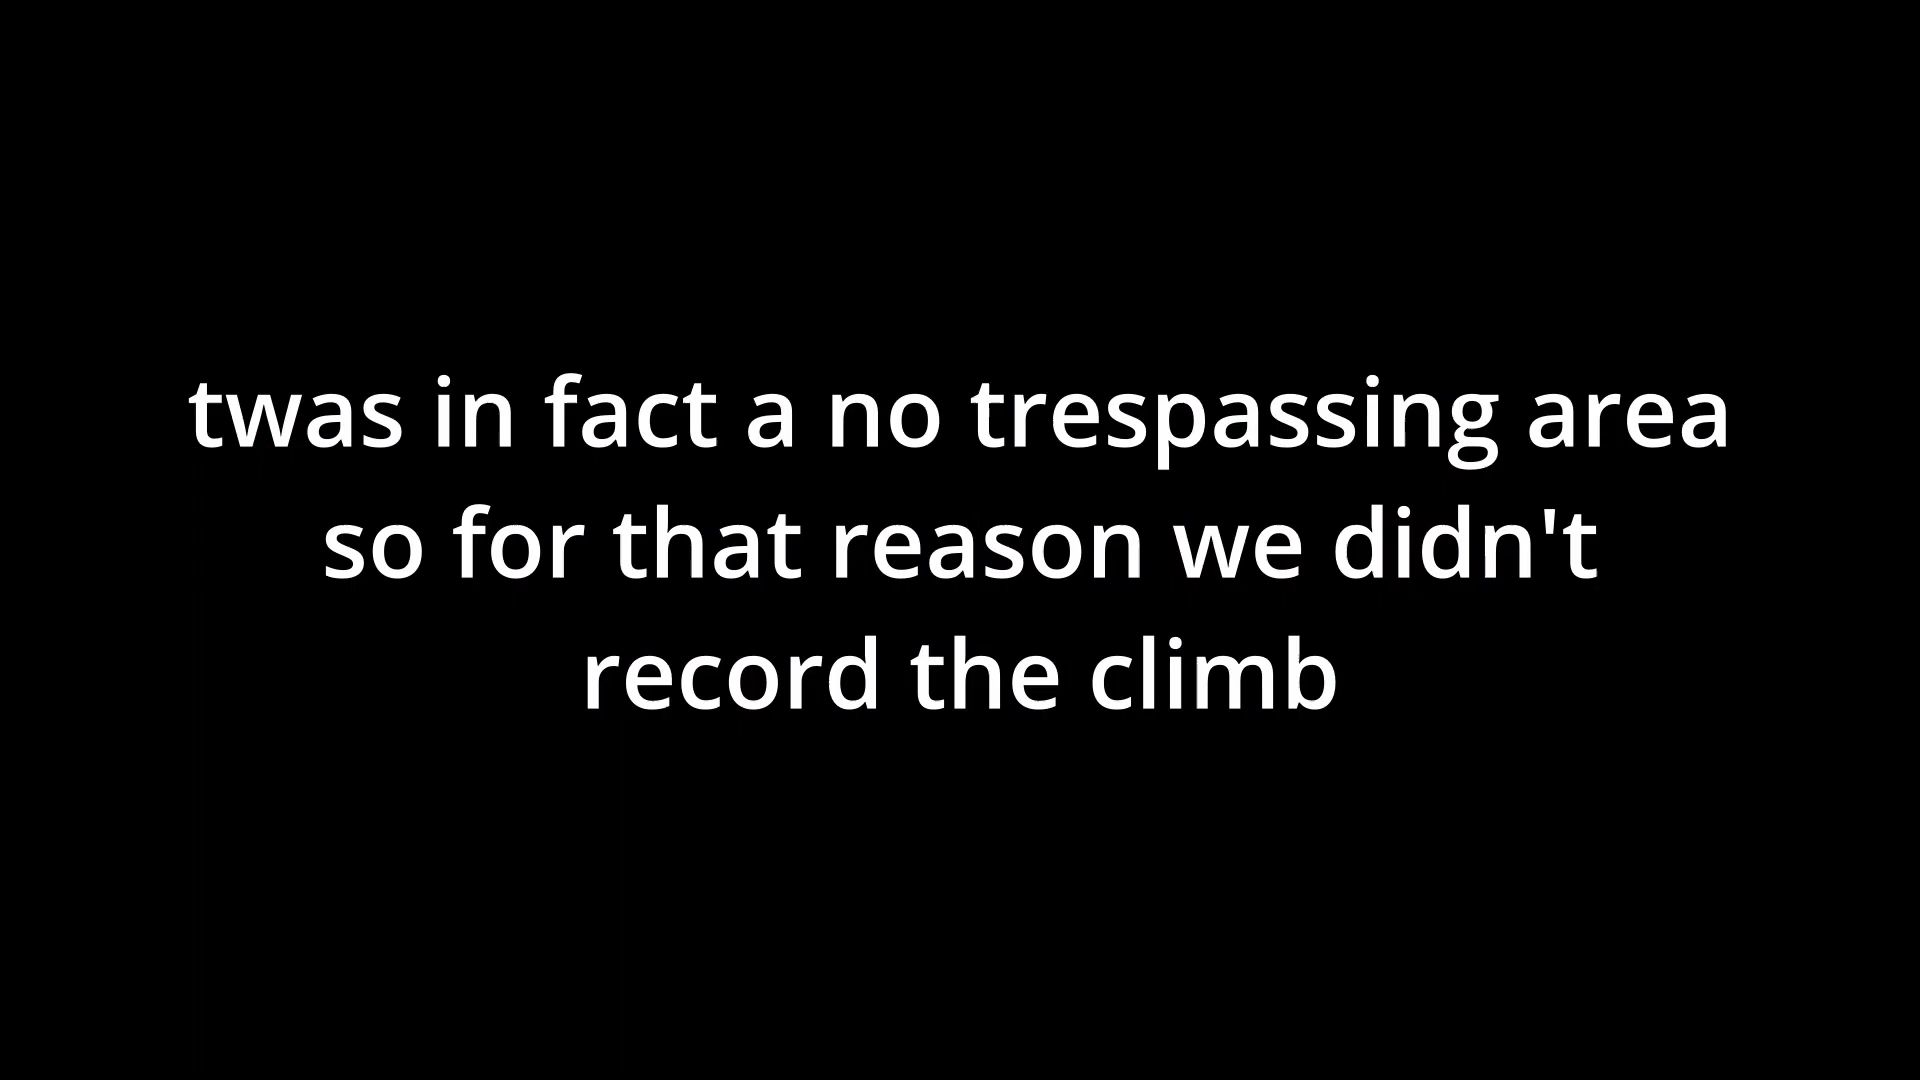 twas in fact a no trespassing area
so for that reason we didn't
record the climb